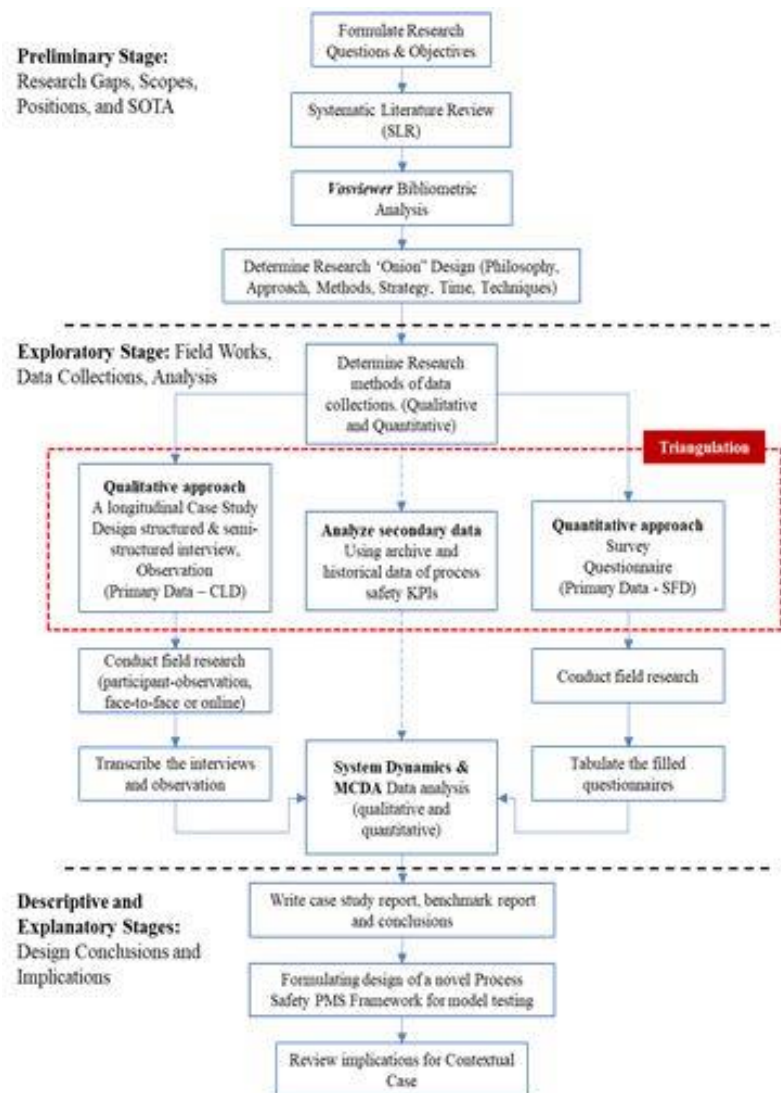 Formulate Research
Questions & Objectives
Preliminary Stage:
Research Gaps, Scopes,
Positions, and SOTA
Systematic Literature Review
(SLR)
Vosviewer Bibliometric
Analysis
Determine Research ‘Onion” Design (Philosophy,
Approach, Methods, Strategy, Time, Techniques)
Exploratory Stage: Field Works,
Data Collections, Analysis
Determine Research
methods of data
collections. (Qualitative
and Quantitative)
Triangulation
Qualitative approach
A longitudinal Case Study
Design structured & semi-
structured interview,
Observation
(Primary Data – CLD)
Analyze secondary data
Using archive and
historical data of process
safety KPIs
Quantitative approach
Survey
Questionnaire
(Primary Data - SFD)
Conduct field research
(participant-observation,
face-to-face or online)
Conduct field research
Transcribe the interviews
and observation
System Dynamics &
MCDA Data analysis
(qualitative and
quantitative)
Tabulate the filled
questionnaires
Descriptive and
Explanatory Stages:
Design Conclusions and
Implications
Write case study report, benchmark report
and conclusions
Formulating design of a novel Process
Safety PMS Framework for model testing
Review implications for Contextual
Case